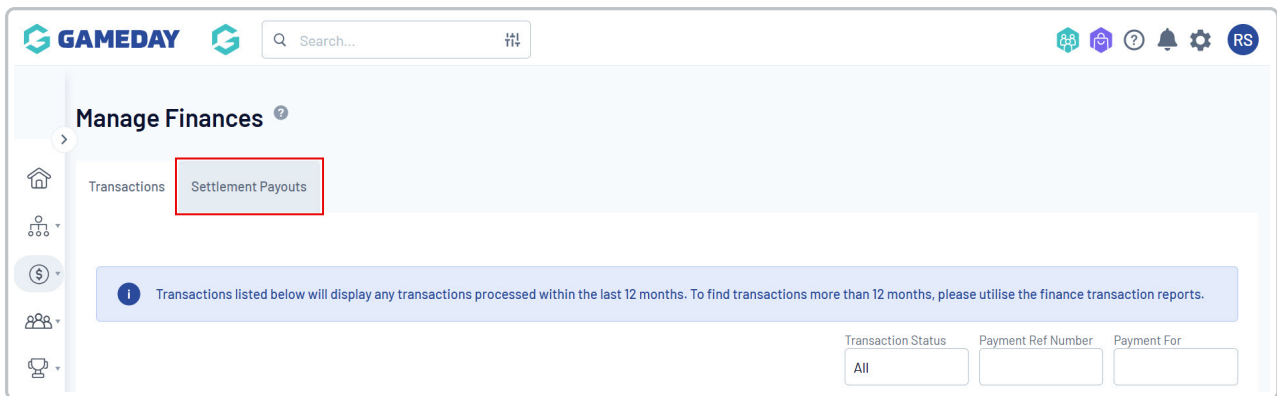 GAMEDAY
Search...
RS
Manage Finances ?
Transactions
Settlement Payouts
Transactions listed below will display any transactions processed within the last 12 months. To find transactions more than 12 months, please utilise the finance transaction reports.
Transaction Status
Payment Ref Number
Payment For
All